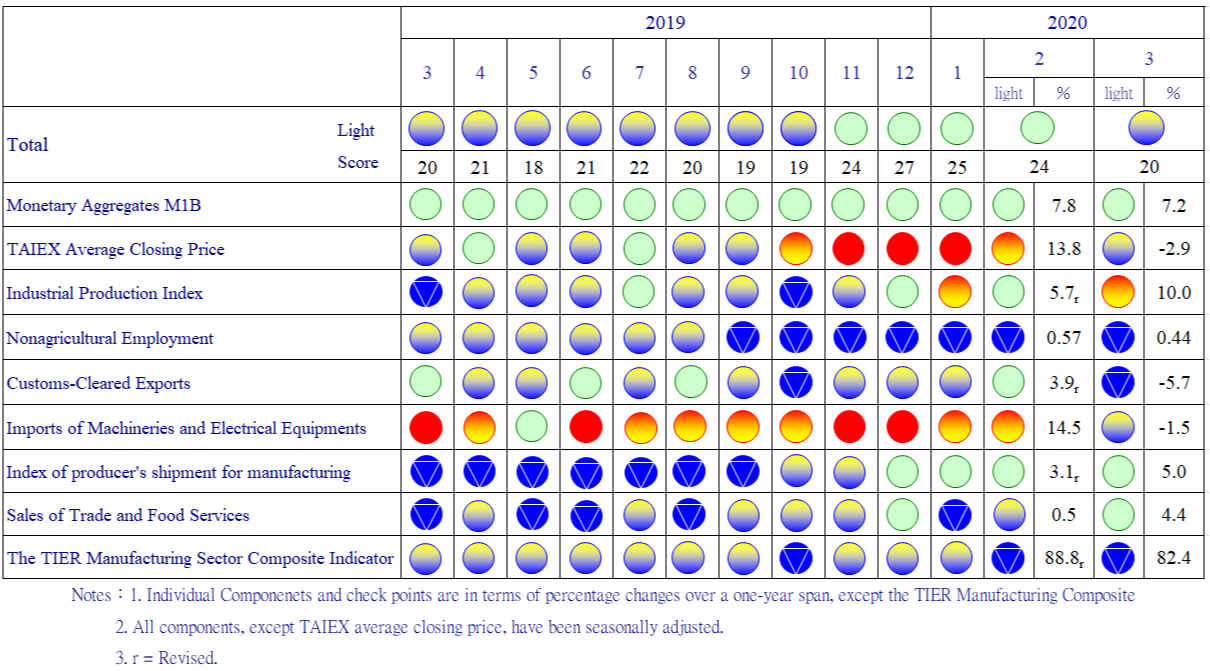 2019 2020
3 4 5 6 7 8 9 10 11 12 1 2 3
light % light %
Total Light
Score 20 21 18 21 22 20 19 19 24 27 25 24 20
Monetary Aggregates M1B 7.8 7.2
TAIEX Average Closing Price 13.8 -2.9
Industrial Production Index 5.7r 10.0
Nonagricultural Employment 0.57 0.44
Customs-Cleared Exports 3.9r -5.7
Imports of Machineries and Electrical Equipments 14.5 -1.5
Index of producer's shipment for manufacturing 3.1r 5.0
Sales of Trade and Food Services 0.5 4.4
The TIER Manufacturing Sector Composite Indicator 88.8r 82.4
Notes：1. Individual Componenets and check points are in terms of percentage changes over a one-year span, except the TIER Manufacturing Composite
2. All components, except TAIEX average closing price, have been seasonally adjusted.
3. r = Revised.